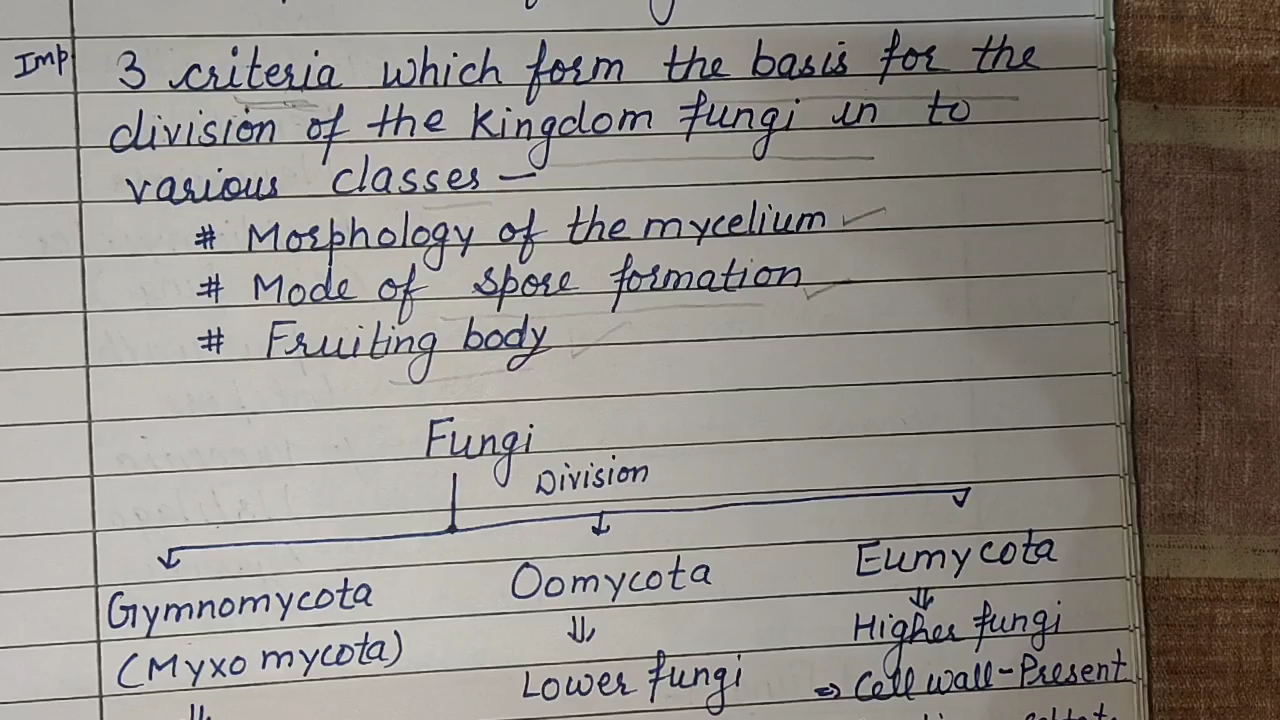 Imp 3 criteria which form the basis for the
division of the Kingdom fungi in to
various classes –
# Morphology of the mycelium
# Mode of spore formation
# Fruiting body
Fungi
Division
Gymnomycota Oomycota Eumycota
(Myxo mycota) Lower fungi Higher fungi
⇒ Cell wall - Present